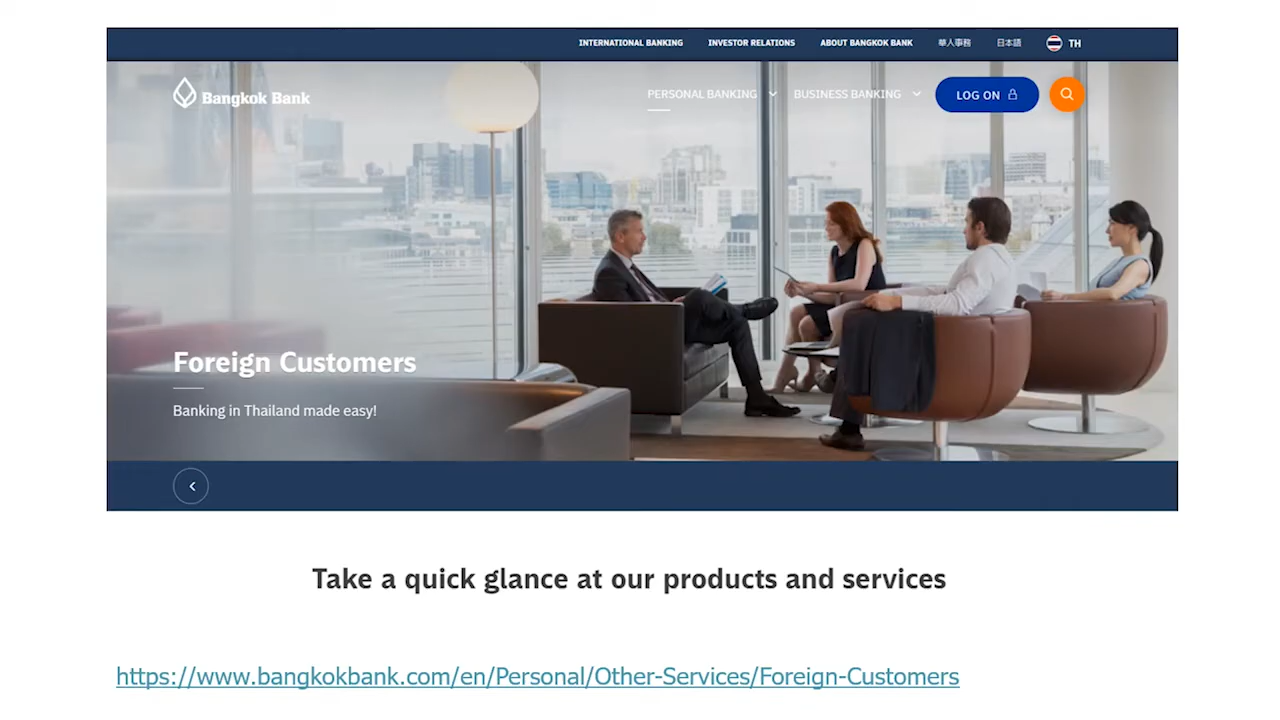 INTERNATIONAL BANKING INVESTOR RELATIONS ABOUT BANGKOK BANK 華人事務 日本語 TH
Bangkok Bank PERSONAL BANKING BUSINESS BANKING LOG ON
Foreign Customers
Banking in Thailand made easy!
Take a quick glance at our products and services
https://www.bangkokbank.com/en/Personal/Other-Services/Foreign-Customers